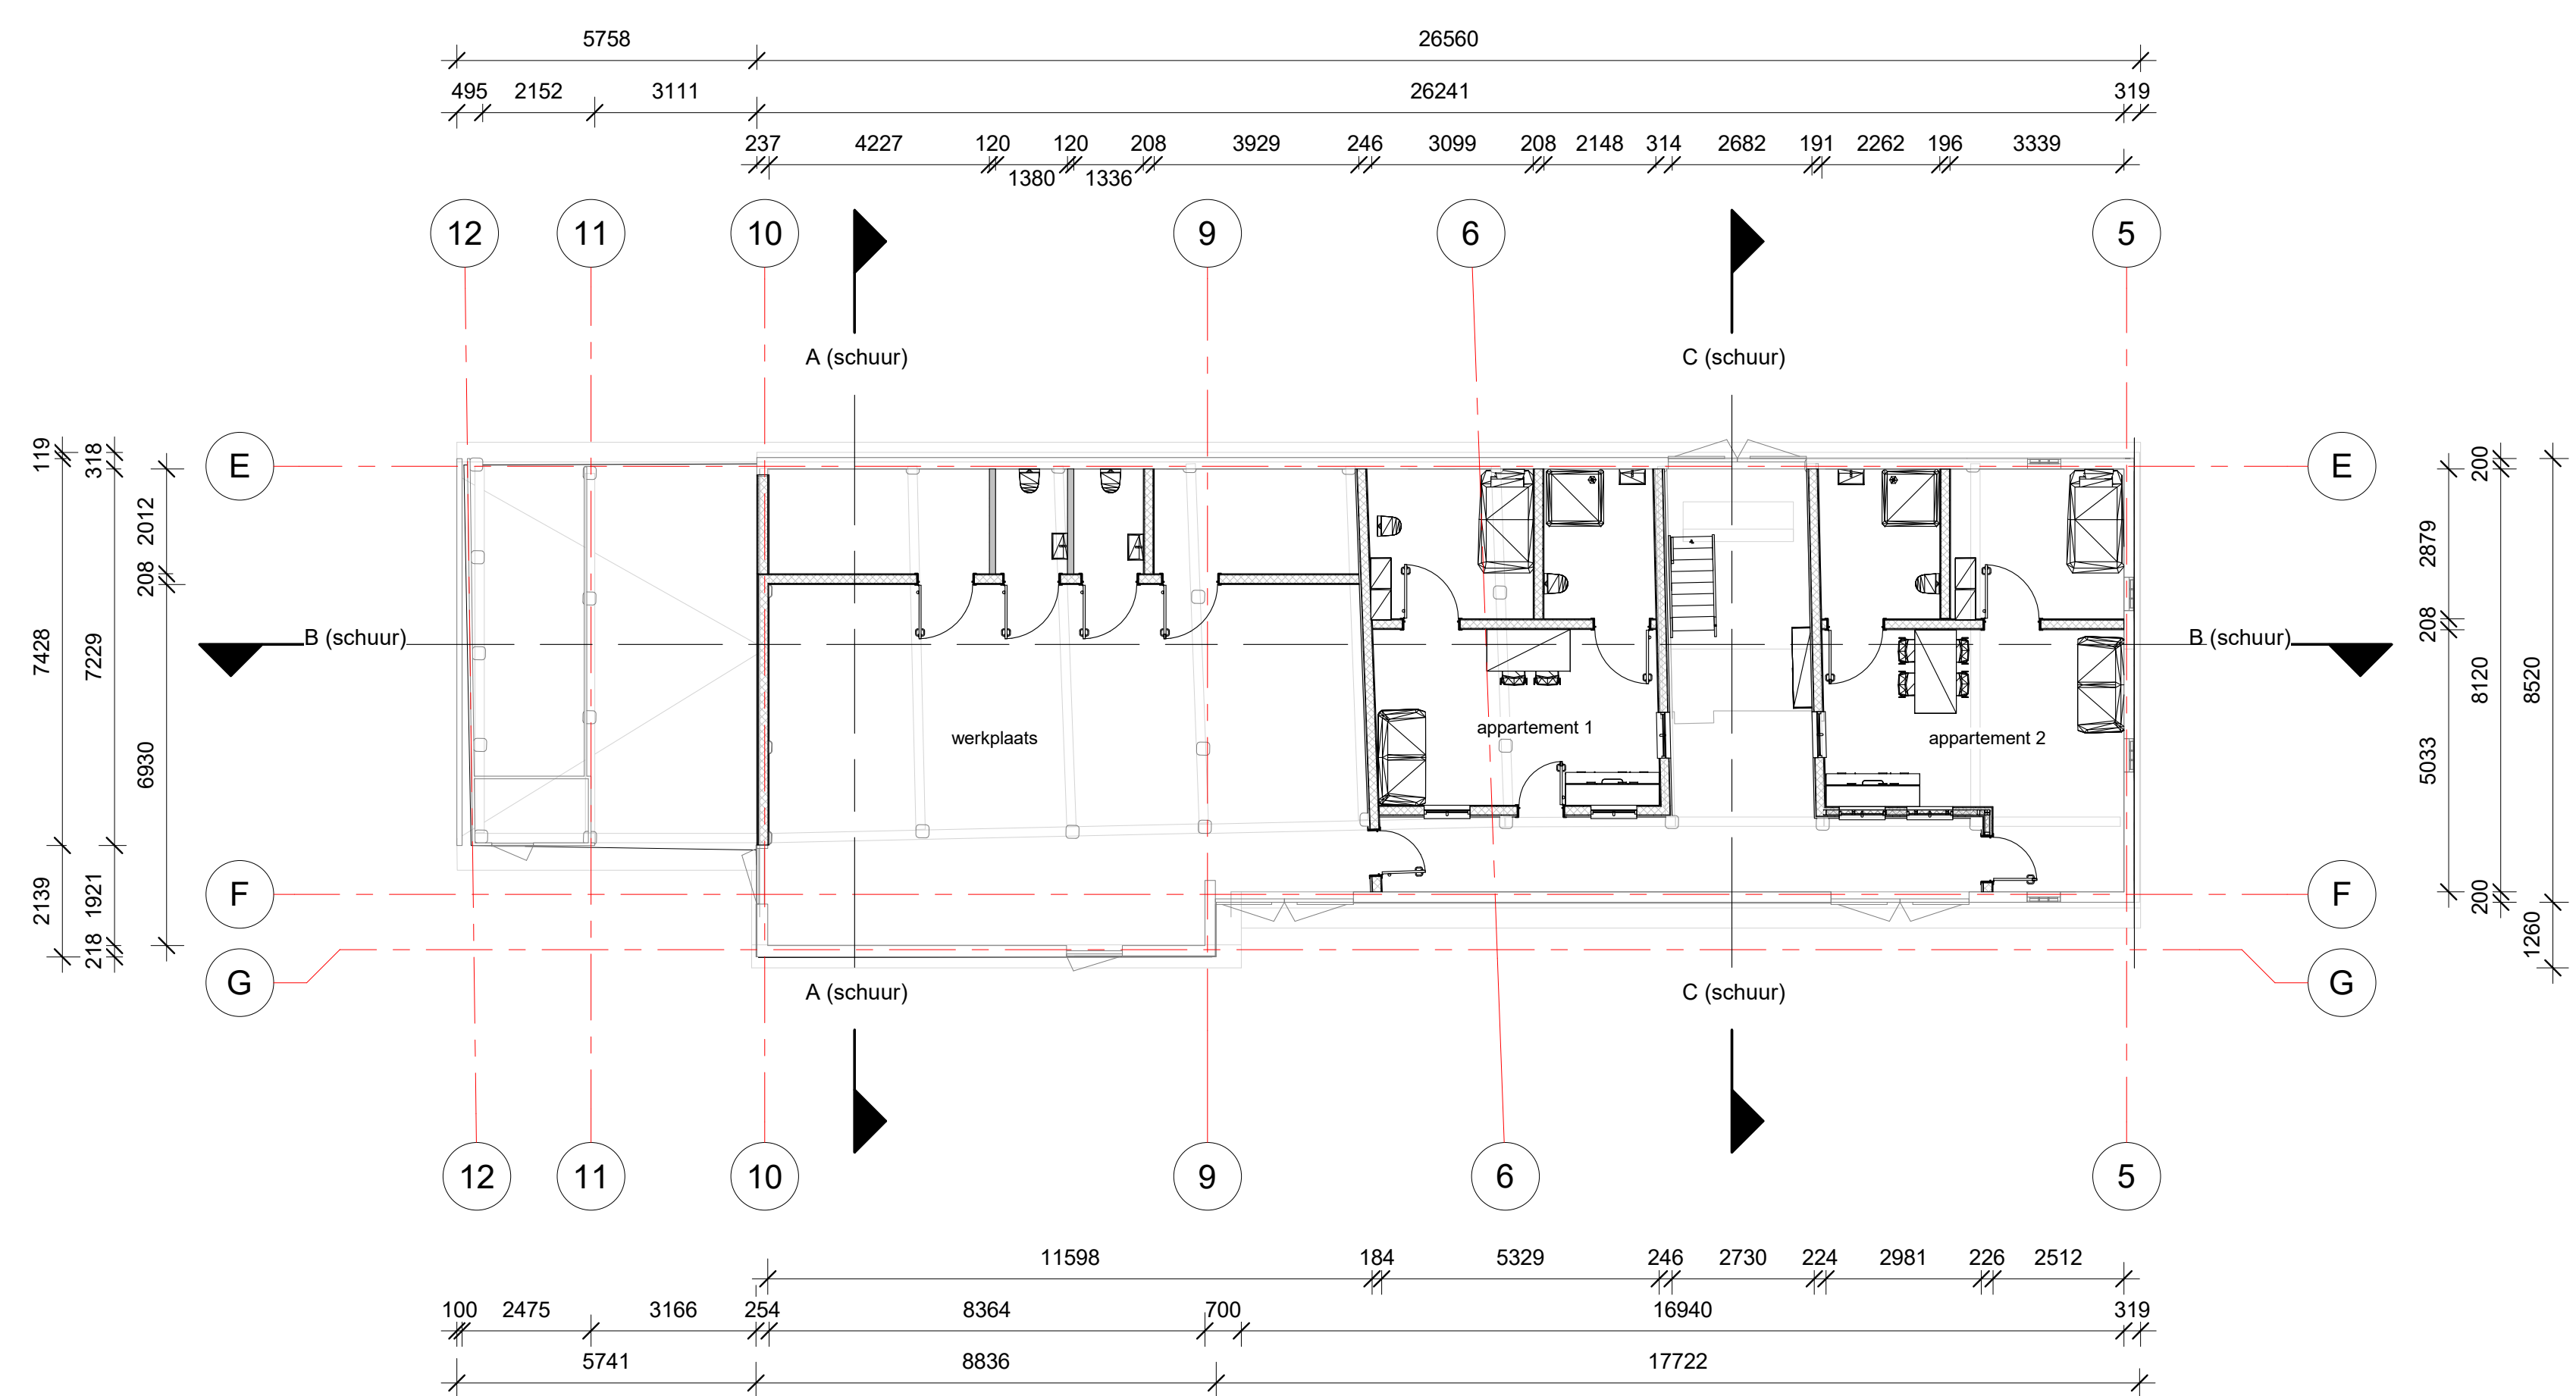 5758 26560
495 2152 3111 26241 319
237 4227 120 120 208 3929 246 3099 208 2148 314 2682 191 2262 196 3339
1380 1336
12 11 10 9 6 5
A (schuur) C (schuur)
E E
119 318 2012 208 7428 7229 6930 2139 1921 218
200 2879 208 8120 8520 5033 200 1260
B (schuur) B (schuur)
werkplaats appartement 1 appartement 2
F F
G G
A (schuur) C (schuur)
12 11 10 9 6 5
11598 184 5329 246 2730 224 2981 226 2512
100 2475 3166 254 8364 700 16940 319
5741 8836 17722